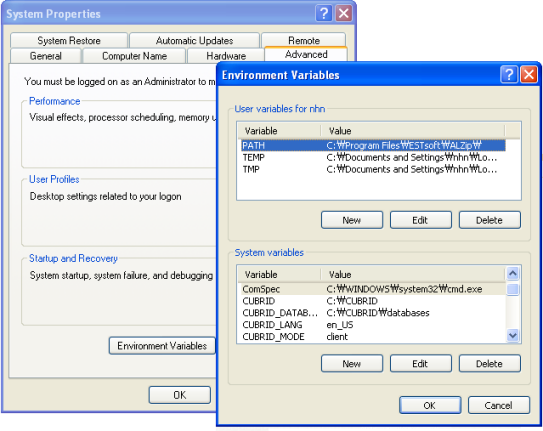 System Properties
System Restore Automatic Updates Remote
General Computer Name Hardware Advanced
You must be logged on as an Administrator to m
Performance
Visual effects, processor scheduling, memory u
User Profiles
Desktop settings related to your logon
Startup and Recovery
System startup, system failure, and debugging
Environment Variables
OK
Environment Variables
User variables for nhn
Variable Value
PATH C:₩Program Files₩ESTsoft₩ALZip₩
TEMP C:₩Documents and Settings₩nhn₩Lo...
TMP C:₩Documents and Settings₩nhn₩Lo...
New Edit Delete
System variables
Variable Value
ComSpec C:₩WINDOWS₩system32₩cmd.exe
CUBRID C:₩CUBRID
CUBRID_DATAB... C:₩CUBRID₩databases
CUBRID_LANG en_US
CUBRID_MODE client
New Edit Delete
OK Cancel